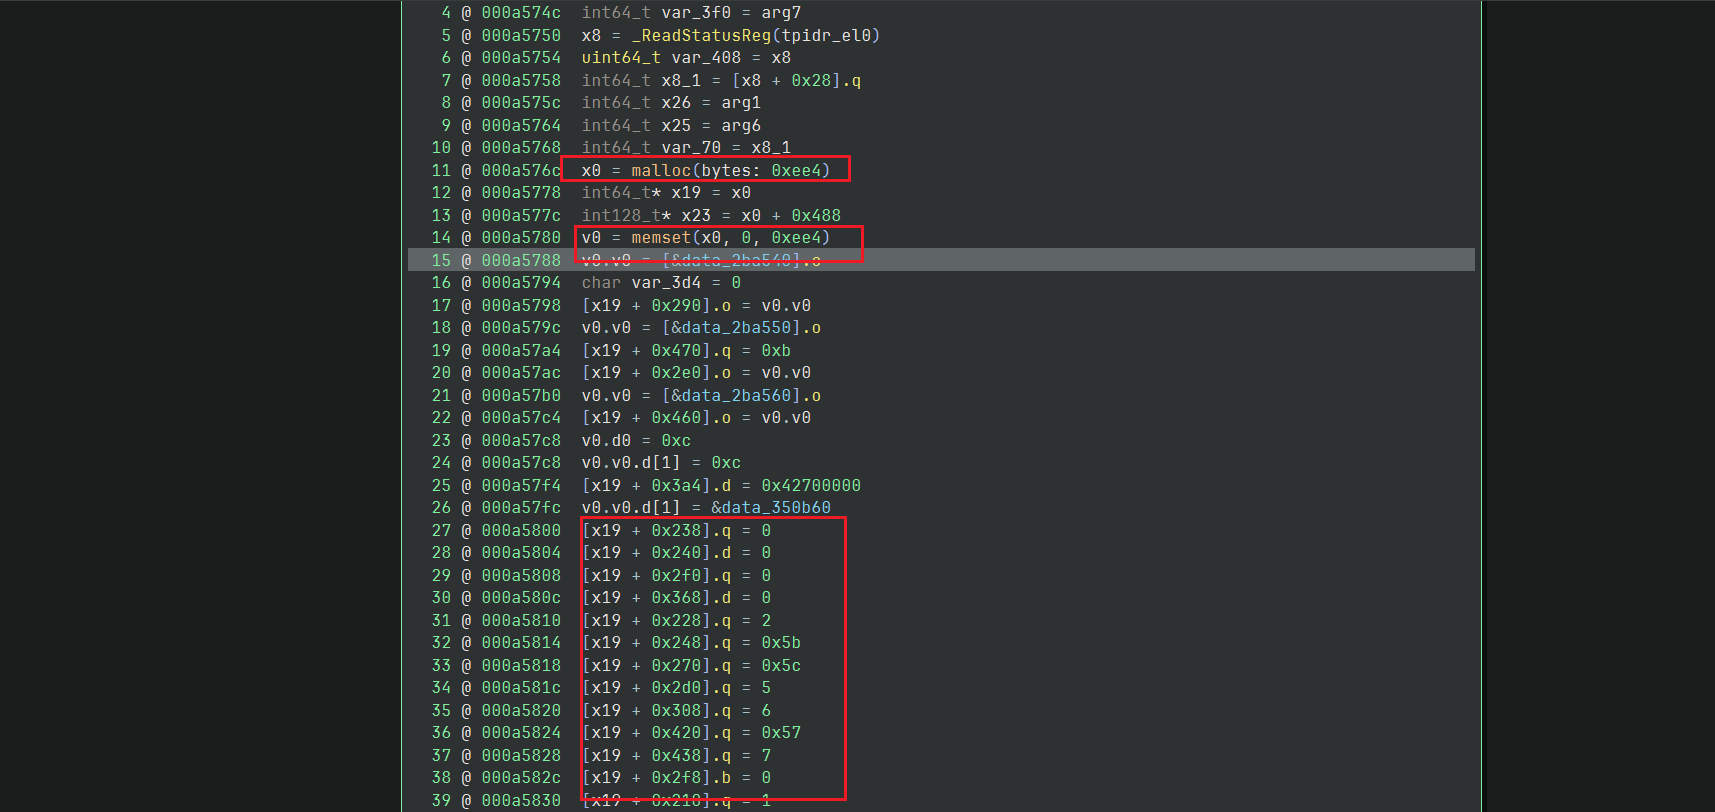 4 @ 000a574c  int64_t var_3f0 = arg7
5 @ 000a5750  x8 = _ReadStatusReg(tpidr_el0)
6 @ 000a5754  uint64_t var_408 = x8
7 @ 000a5758  int64_t x8_1 = [x8 + 0x28].q
8 @ 000a575c  int64_t x26 = arg1
9 @ 000a5764  int64_t x25 = arg6
10 @ 000a5768  int64_t var_70 = x8_1
11 @ 000a576c  x0 = malloc(bytes: 0xee4)
12 @ 000a5778  int64_t* x19 = x0
13 @ 000a577c  int128_t* x23 = x0 + 0x488
14 @ 000a5780  v0 = memset(x0, 0, 0xee4)
15 @ 000a5788  v0.v0 = [&data_2ba540].o
16 @ 000a5794  char var_3d4 = 0
17 @ 000a5798  [x19 + 0x290].o = v0.v0
18 @ 000a579c  v0.v0 = [&data_2ba550].o
19 @ 000a57a4  [x19 + 0x470].q = 0xb
20 @ 000a57ac  [x19 + 0x2e0].o = v0.v0
21 @ 000a57b0  v0.v0 = [&data_2ba560].o
22 @ 000a57c4  [x19 + 0x460].o = v0.v0
23 @ 000a57c8  v0.d0 = 0xc
24 @ 000a57c8  v0.v0.d[1] = 0xc
25 @ 000a57f4  [x19 + 0x3a4].d = 0x42700000
26 @ 000a57fc  v0.v0.d[1] = &data_350b60
27 @ 000a5800  [x19 + 0x238].q = 0
28 @ 000a5804  [x19 + 0x240].d = 0
29 @ 000a5808  [x19 + 0x2f0].q = 0
30 @ 000a580c  [x19 + 0x368].d = 0
31 @ 000a5810  [x19 + 0x228].q = 2
32 @ 000a5814  [x19 + 0x248].q = 0x5b
33 @ 000a5818  [x19 + 0x270].q = 0x5c
34 @ 000a581c  [x19 + 0x2d0].q = 5
35 @ 000a5820  [x19 + 0x308].q = 6
36 @ 000a5824  [x19 + 0x420].q = 0x57
37 @ 000a5828  [x19 + 0x438].q = 7
38 @ 000a582c  [x19 + 0x2f8].b = 0
39 @ 000a5830  [x19 + 0x210].q = 1